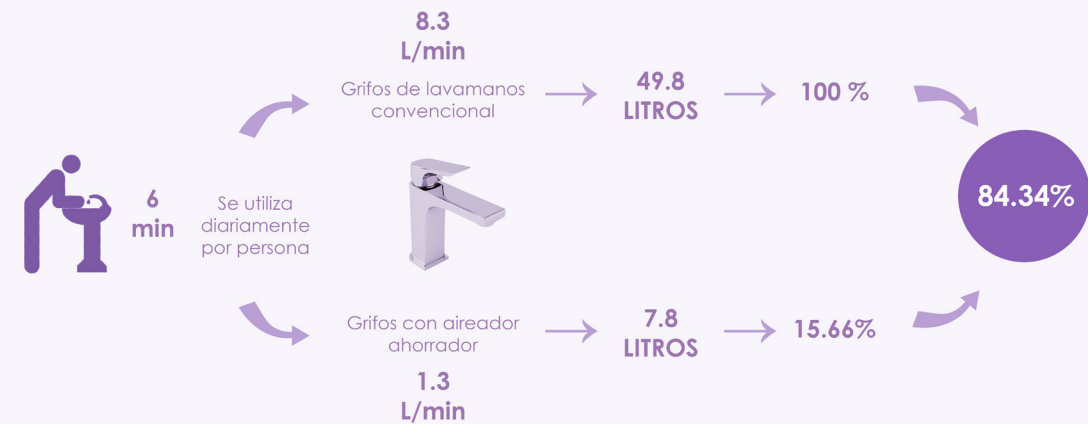 8.3
L/min
Grifos de lavamanos
convencional
49.8
LITROS
100 %
6
min
Se utiliza
diariamente
por persona
84.34%
Grifos con aireador
ahorrador
7.8
LITROS
15.66%
1.3
L/min